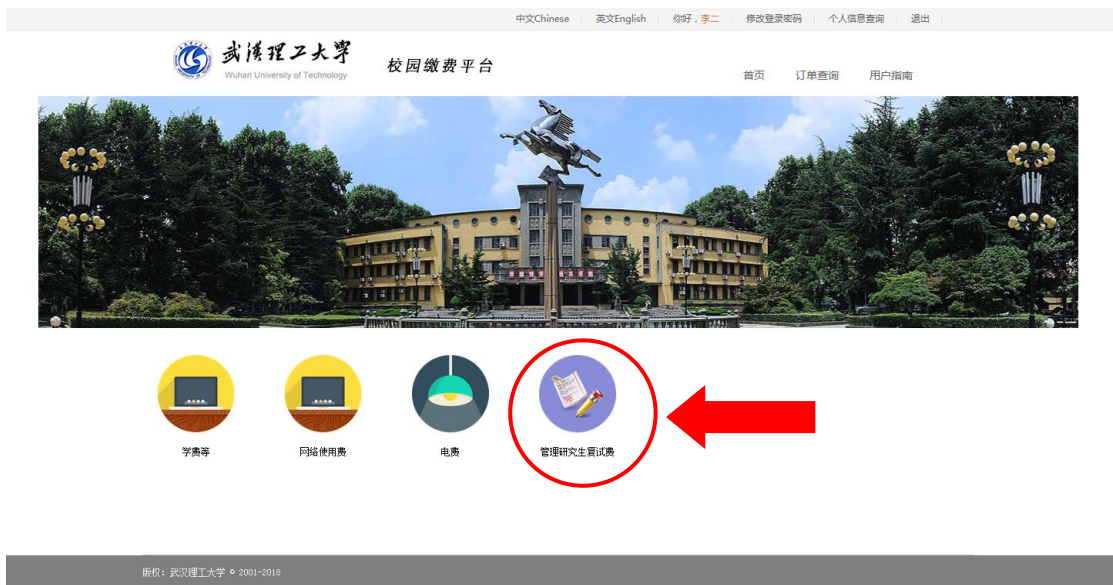 中文Chinese 英文English 你好，李二 修改登录密码 个人信息查询 退出
武汉理工大学
Wuhan University of Technology
校园缴费平台
首页 订单查询 用户指南
学费等 网络使用费 电费 管理研究生复试费
版权：武汉理工大学 © 2001-2018